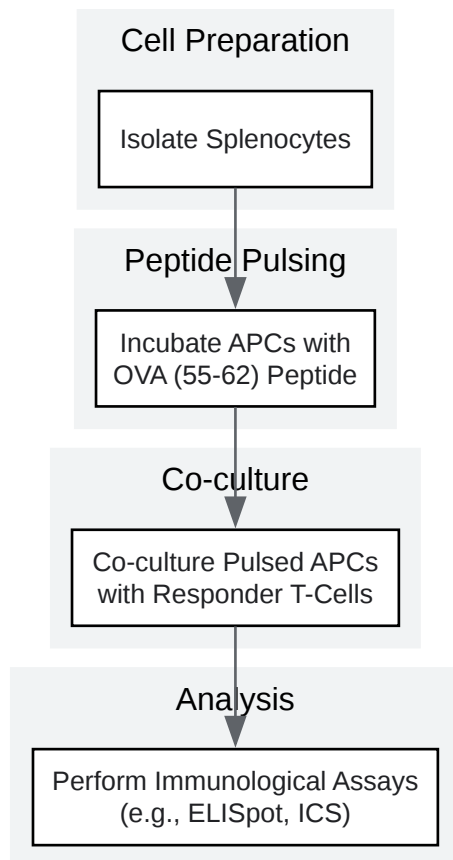 Cell Preparation
Isolate Splenocytes
Peptide Pulsing
Incubate APCs with
OVA (55-62) Peptide
Co-culture
Co-culture Pulsed APCs
with Responder T-Cells
Analysis
Perform Immunological Assays
(e.g., ELISpot, ICS)